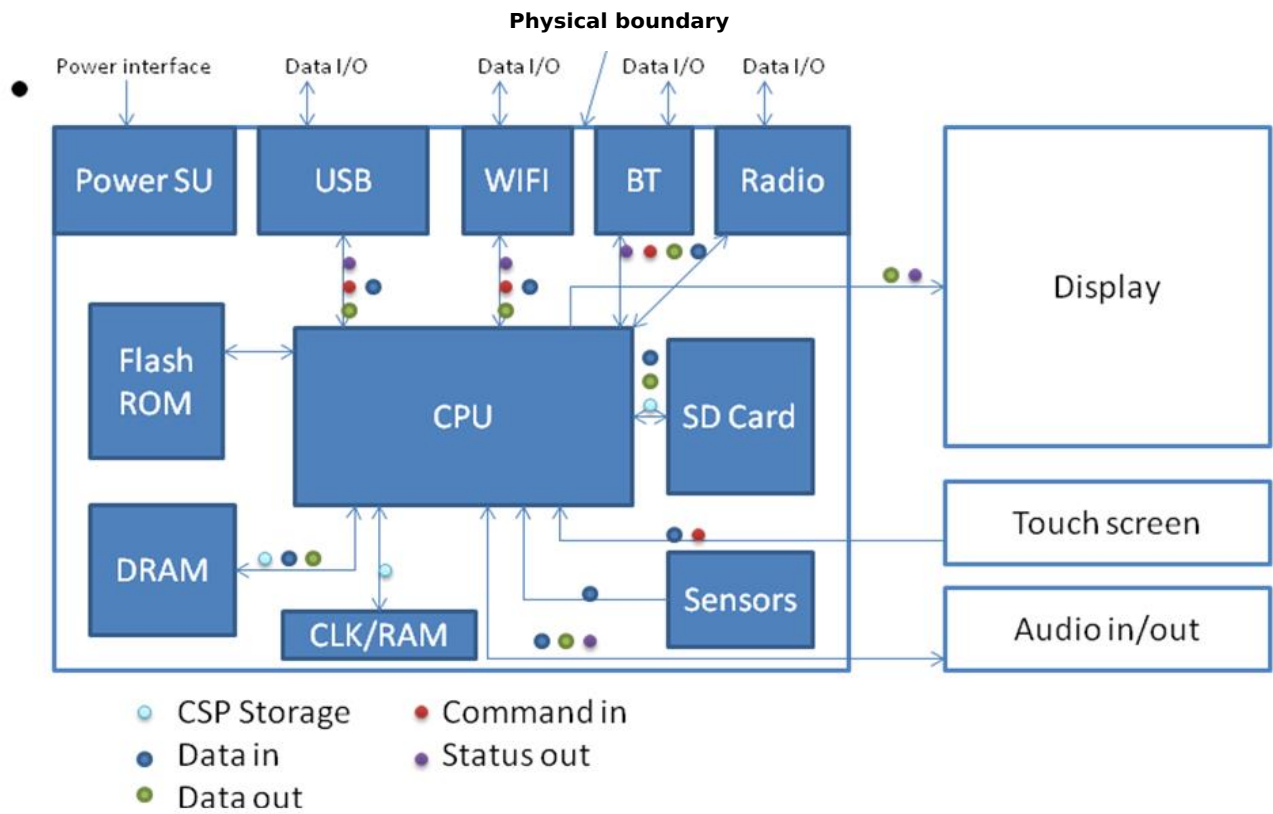 Physical boundary
Power interface
Data I/O
Data I/O
Data I/O
Data I/O
Power SU
USB
WIFI
BT
Radio
Display
Flash
ROM
CPU
SD Card
Touch screen
DRAM
Sensors
CLK/RAM
Audio in/out
CSP Storage
Command in
Data in
Status out
Data out